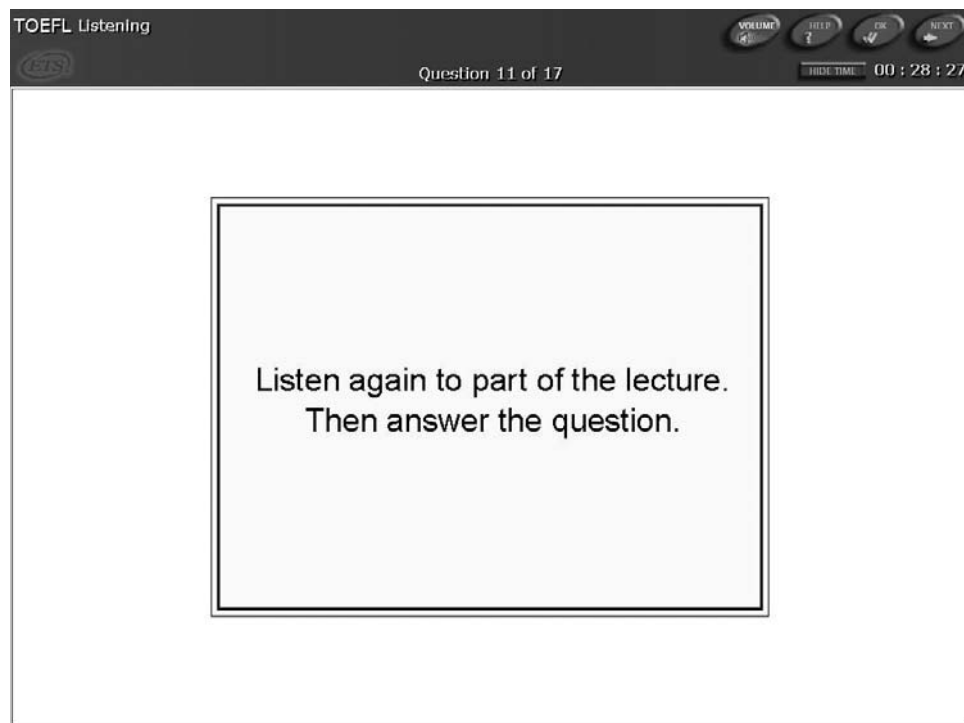 TOEFL Listening
VOLUME
HELP
?
OK
NEXT
ETS
Question 11 of 17
HIDE TIME
00 : 28 : 27
Listen again to part of the lecture.
Then answer the question.